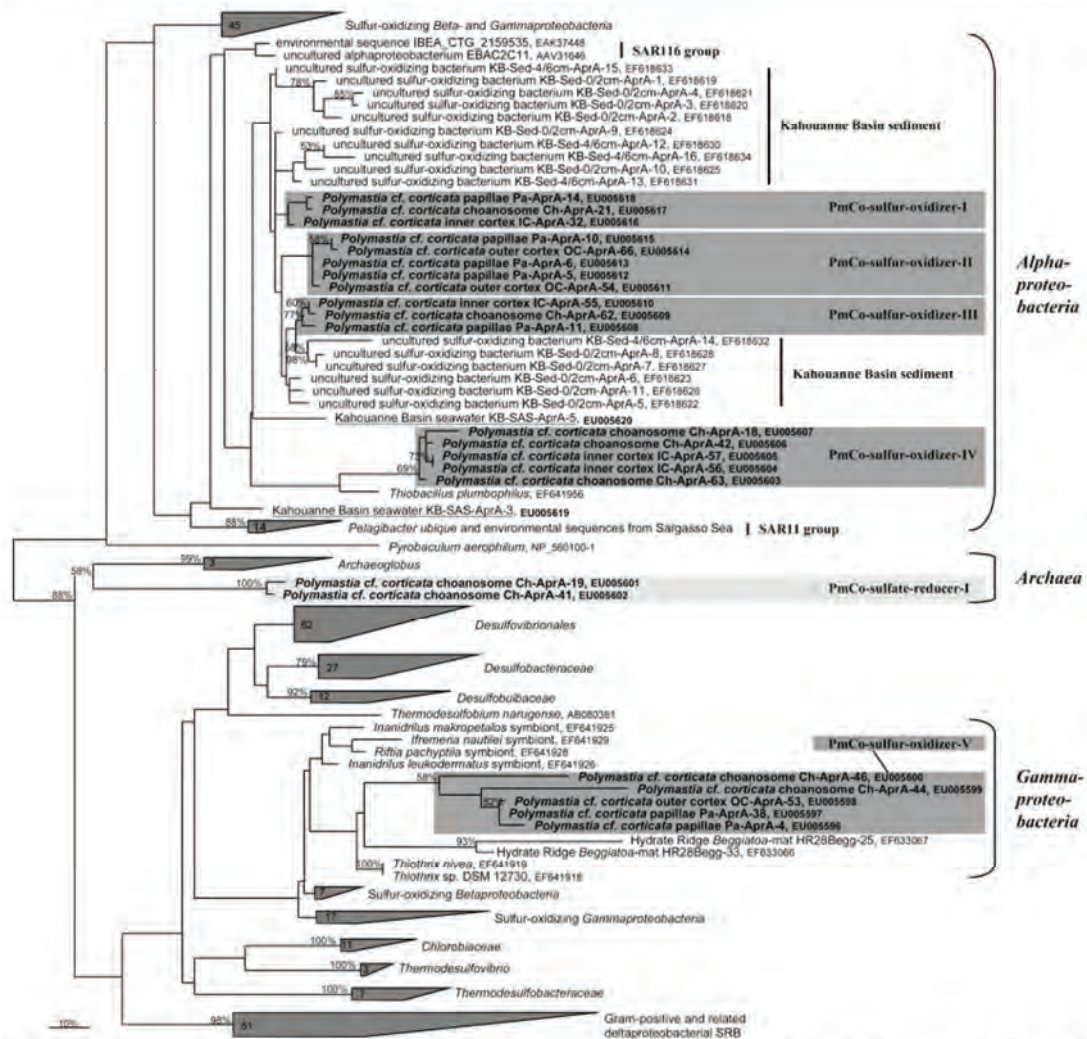 45
Sulfur-oxidizing Beta- and Gammaproteobacteria
environmental sequence IBEA_CTG_2159535, EAK37448
uncultured alphaproteobacterium EBAC2C11, AAV31646
SAR116 group
uncultured sulfur-oxidizing bacterium KB-Sed-4/6cm-AprA-15, EF618633
78%
uncultured sulfur-oxidizing bacterium KB-Sed-0/2cm-AprA-1, EF618619
uncultured sulfur-oxidizing bacterium KB-Sed-0/2cm-AprA-4, EF618621
85%
uncultured sulfur-oxidizing bacterium KB-Sed-0/2cm-AprA-3, EF618620
uncultured sulfur-oxidizing bacterium KB-Sed-0/2cm-AprA-2, EF618618
uncultured sulfur-oxidizing bacterium KB-Sed-0/2cm-AprA-9, EF618624
Kahouanne Basin sediment
53%
uncultured sulfur-oxidizing bacterium KB-Sed-4/6cm-AprA-12, EF618630
uncultured sulfur-oxidizing bacterium KB-Sed-4/6cm-AprA-16, EF618634
uncultured sulfur-oxidizing bacterium KB-Sed-0/2cm-AprA-10, EF618625
uncultured sulfur-oxidizing bacterium KB-Sed-4/6cm-AprA-13, EF618631
Polymastia cf. corticata papillae Pa-AprA-14, EU005618
Polymastia cf. corticata choanosome Ch-AprA-21, EU005617
Polymastia cf. corticata inner cortex IC-AprA-32, EU005616
PmCo-sulfur-oxidizer-I
58%
Polymastia cf. corticata papillae Pa-AprA-10, EU005615
Polymastia cf. corticata outer cortex OC-AprA-66, EU005614
Polymastia cf. corticata papillae Pa-AprA-6, EU005613
Polymastia cf. corticata papillae Pa-AprA-5, EU005612
Polymastia cf. corticata outer cortex OC-AprA-54, EU005611
PmCo-sulfur-oxidizer-II
Alpha-
proteo-
bacteria
60%
77%
Polymastia cf. corticata inner cortex IC-AprA-55, EU005610
Polymastia cf. corticata choanosome Ch-AprA-62, EU005609
Polymastia cf. corticata papillae Pa-AprA-11, EU005608
PmCo-sulfur-oxidizer-III
uncultured sulfur-oxidizing bacterium KB-Sed-4/6cm-AprA-14, EF618632
98%
uncultured sulfur-oxidizing bacterium KB-Sed-0/2cm-AprA-8, EF618628
uncultured sulfur-oxidizing bacterium KB-Sed-0/2cm-AprA-7, EF618627
uncultured sulfur-oxidizing bacterium KB-Sed-0/2cm-AprA-6, EF618623
uncultured sulfur-oxidizing bacterium KB-Sed-0/2cm-AprA-11, EF618626
uncultured sulfur-oxidizing bacterium KB-Sed-0/2cm-AprA-5, EF618622
Kahouanne Basin sediment
Kahouanne Basin seawater KB-SAS-AprA-5, EU005620
Polymastia cf. corticata choanosome Ch-AprA-18, EU005607
Polymastia cf. corticata choanosome Ch-AprA-42, EU005606
73%
Polymastia cf. corticata inner cortex IC-AprA-57, EU005605
Polymastia cf. corticata inner cortex IC-AprA-56, EU005604
Polymastia cf. corticata choanosome Ch-AprA-63, EU005603
PmCo-sulfur-oxidizer-IV
69%
Thiobacillus plumbophilus, EF641956
Kahouanne Basin seawater KB-SAS-AprA-3, EU005619
88%
14
Pelagibacter ubique and environmental sequences from Salgasso Sea
SAR11 group
Pyrobaculum aerophilum, NP_560100-1
99%
3
Archaeoglobus
58%
88%
100%
Polymastia cf. corticata choanosome Ch-AprA-19, EU005601
Polymastia cf. corticata choanosome Ch-AprA-41, EU005602
PmCo-sulfate-reducer-I
Archaea
62
Desulfovibrionales
79%
27
Desulfobacteraceae
92%
12
Desulfobulbaceae
Thermodesulfobium narugense, AB080361
Inanidrilus makropetalos symbiont, EF641925
Ifremeria nautilei symbiont, EF641929
Riftia pachyptila symbiont, EF641928
Inanidrilus leukodermatus symbiont, EF641926
PmCo-sulfur-oxidizer-V
58%
Polymastia cf. corticata choanosome Ch-AprA-46, EU005600
Polymastia cf. corticata choanosome Ch-AprA-44, EU005599
62%
Polymastia cf. corticata outer cortex OC-AprA-53, EU005598
Polymastia cf. corticata papillae Pa-AprA-38, EU005597
Polymastia cf. corticata papillae Pa-AprA-4, EU005596
Gamma-
proteo-
bacteria
93%
Hydrate Ridge Beggiatoa-mat HR28Begg-25, EF633067
Hydrate Ridge Beggiatoa-mat HR28Begg-33, EF633066
100%
Thiothrix nivea, EF641919
Thiothrix sp. DSM 12730, EF641918
7
Sulfur-oxidizing Betaproteobacteria
17
Sulfur-oxidizing Gammaproteobacteria
100%
11
Chlorobiaceae
100%
3
Thermodesulfovibrio
100%
7
Thermodesulfobacteraceae
98%
61
Gram-positive and related
deltaproteobacterial SRB
10%